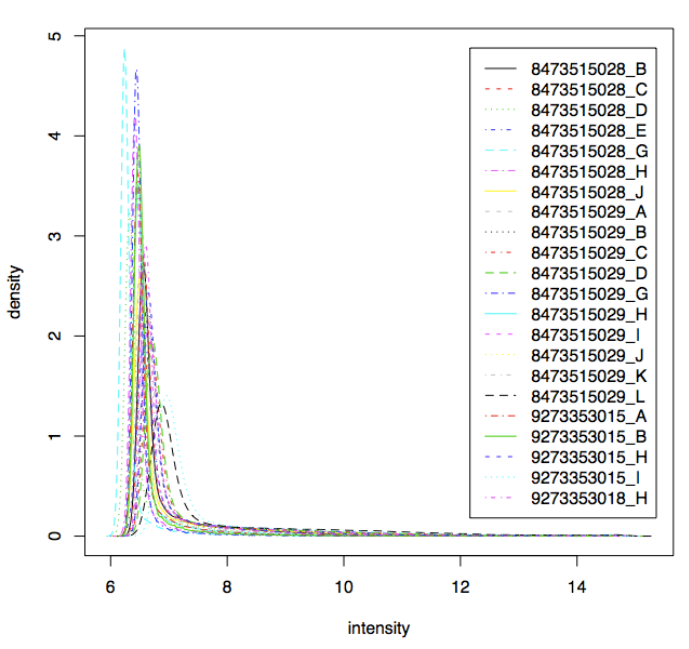 5
4
3
2
1
0
density
6
8
10
12
14
intensity
8473515028_B
8473515028_C
8473515028_D
8473515028_E
8473515028_G
8473515028_H
8473515028_J
8473515029_A
8473515029_B
8473515029_C
8473515029_D
8473515029_G
8473515029_H
8473515029_I
8473515029_J
8473515029_K
8473515029_L
9273353015_A
9273353015_B
9273353015_H
9273353015_I
9273353018_H